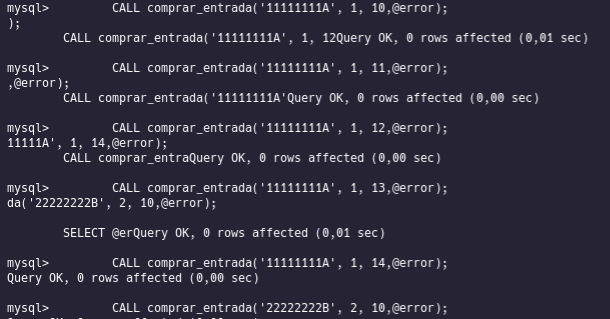 mysql>         CALL comprar_entrada('11111111A', 1, 10,@error);
);
        CALL comprar_entrada('11111111A', 1, 12Query OK, 0 rows affected (0,01 sec)
mysql>         CALL comprar_entrada('11111111A', 1, 11,@error);
,@error);
        CALL comprar_entrada('11111111A'Query OK, 0 rows affected (0,00 sec)
mysql>         CALL comprar_entrada('11111111A', 1, 12,@error);
11111A', 1, 14,@error);
        CALL comprar_entraQuery OK, 0 rows affected (0,00 sec)
mysql>         CALL comprar_entrada('11111111A', 1, 13,@error);
da('22222222B', 2, 10,@error);
        SELECT @erQuery OK, 0 rows affected (0,01 sec)
mysql>         CALL comprar_entrada('11111111A', 1, 14,@error);
Query OK, 0 rows affected (0,00 sec)
mysql>         CALL comprar_entrada('22222222B', 2, 10,@error);